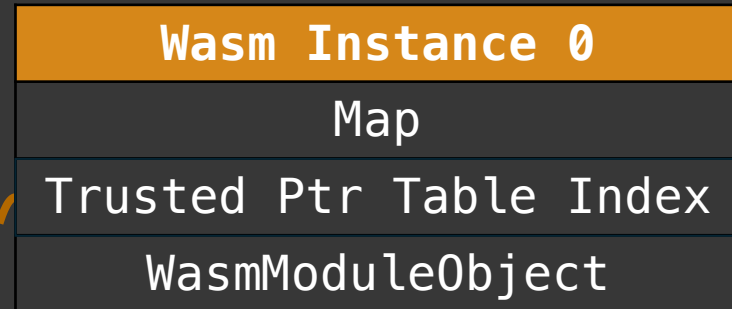 Wasm Instance 0
Map
Trusted Ptr Table Index
WasmModuleObject